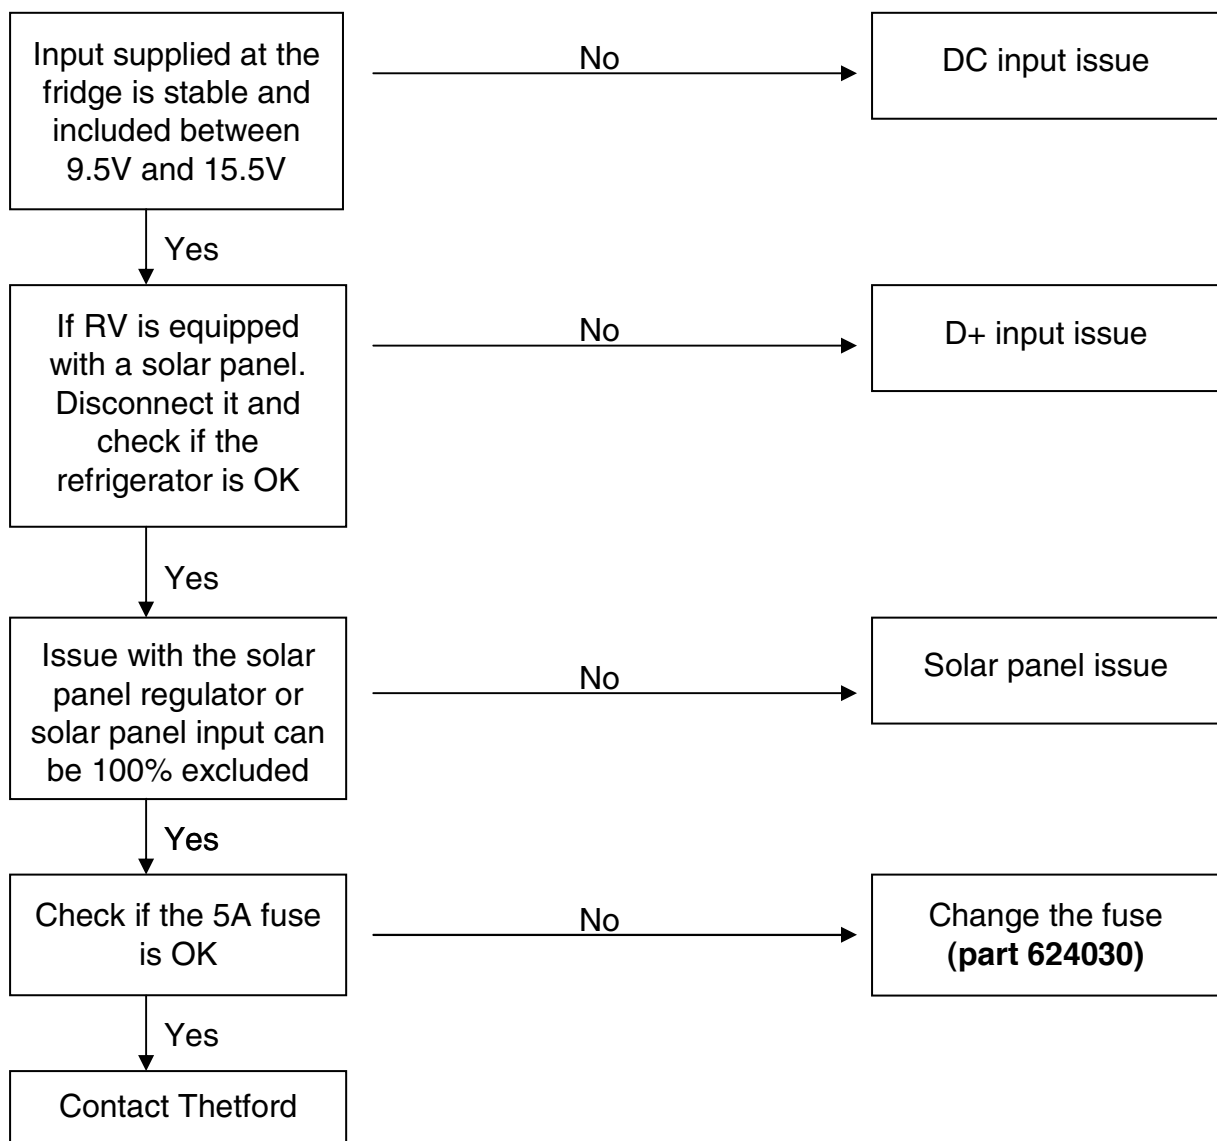 Input supplied at the
fridge is stable and
included between
9.5V and 15.5V
No
DC input issue
Yes
If RV is equipped
with a solar panel.
Disconnect it and
check if the
refrigerator is OK
No
D+ input issue
Yes
Issue with the solar
panel regulator or
solar panel input can
be 100% excluded
No
Solar panel issue
Yes
Check if the 5A fuse
is OK
No
Change the fuse
(part 624030)
Yes
Contact Thetford